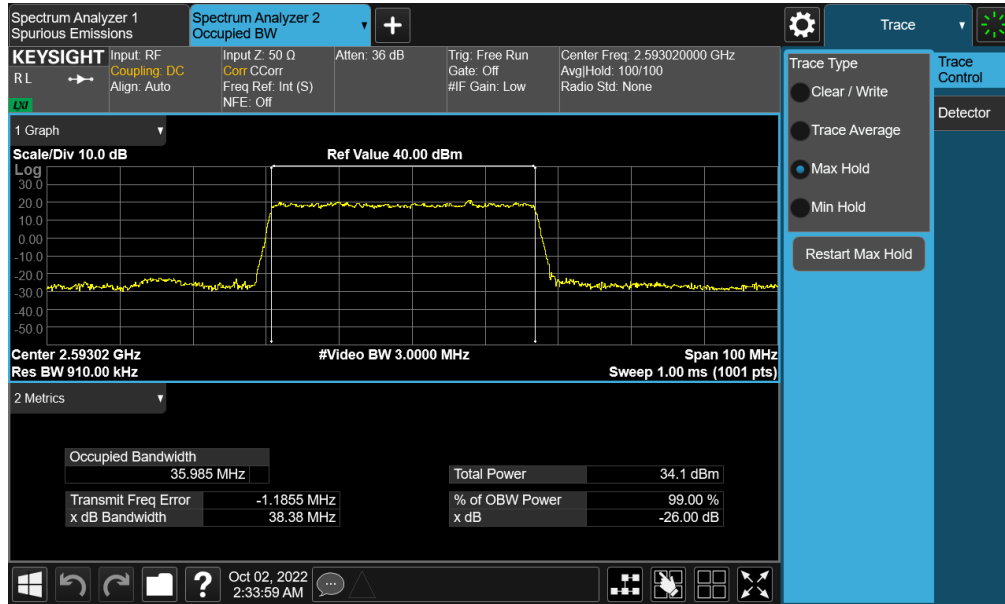 Spectrum Analyzer 1
Spurious Emissions
Spectrum Analyzer 2
Occupied BW
▼
+
Trace
▼
KEYSIGHT
R L
LXI
Input: RF
Coupling: DC
Align: Auto
Input Z: 50 Ω
Corr CCorr
Freq Ref: Int (S)
NFE: Off
Atten: 36 dB
Trig: Free Run
Gate: Off
#IF Gain: Low
Center Freq: 2.593020000 GHz
Avg|Hold: 100/100
Radio Std: None
Trace Type
Clear / Write
Trace Average
Max Hold
Min Hold
Restart Max Hold
Trace
Control
Detector
1 Graph ▼
Scale/Div 10.0 dB Ref Value 40.00 dBm
Log
30.0
20.0
10.0
0.00
-10.0
-20.0
-30.0
-40.0
-50.0
Center 2.59302 GHz #Video BW 3.0000 MHz Span 100 MHz
Res BW 910.00 kHz Sweep 1.00 ms (1001 pts)
2 Metrics ▼
Occupied Bandwidth
35.985 MHz
Total Power 34.1 dBm
Transmit Freq Error -1.1855 MHz % of OBW Power 99.00 %
x dB Bandwidth 38.38 MHz x dB -26.00 dB
?
Oct 02, 2022
2:33:59 AM